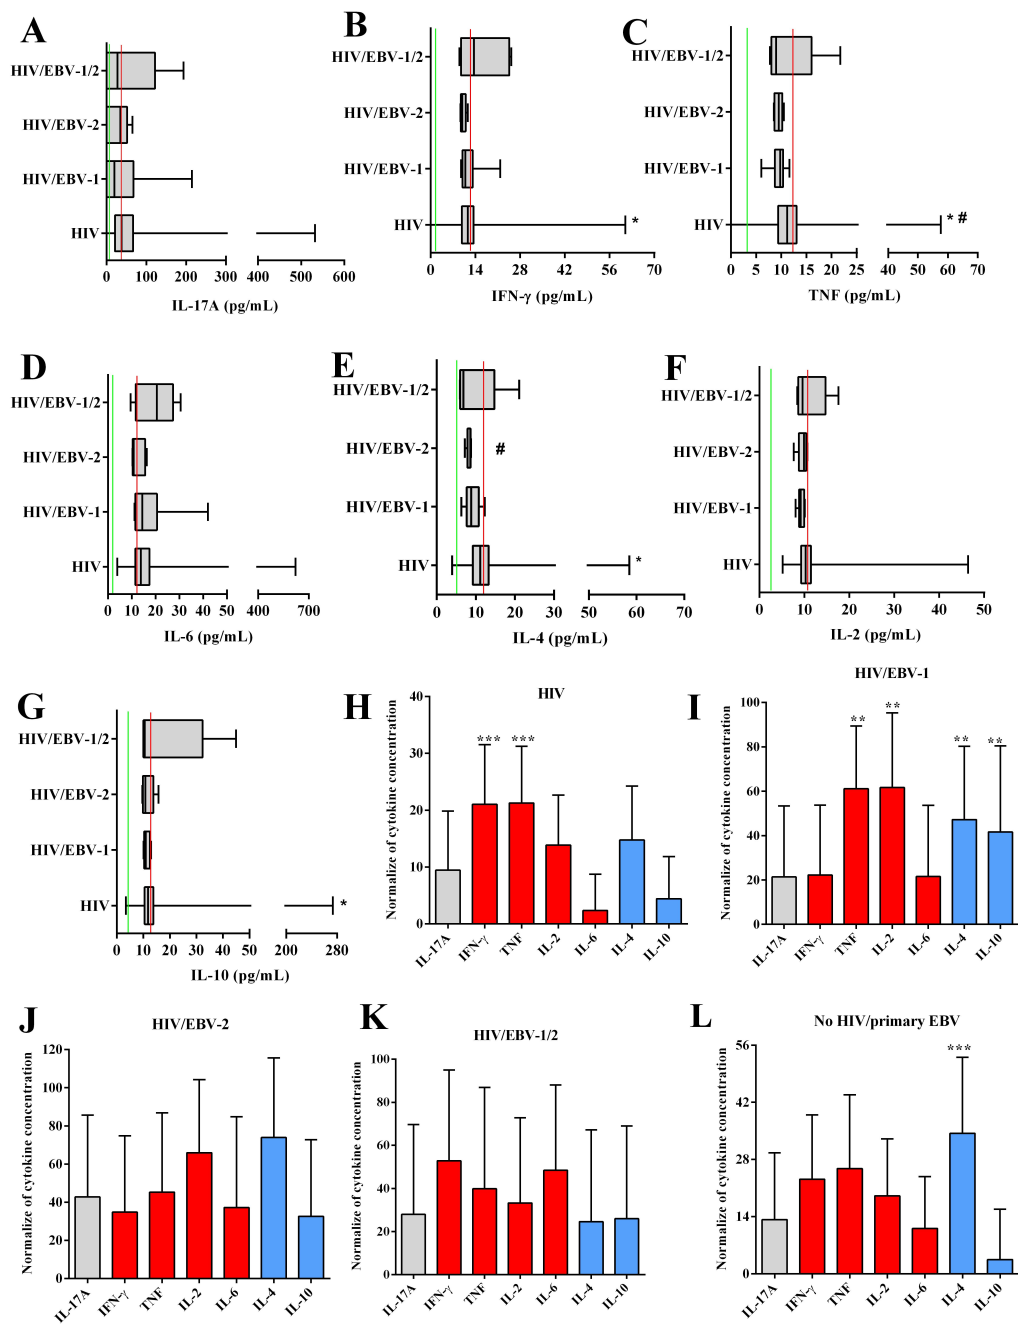 A
HIV/EBV-1/2
HIV/EBV-2
HIV/EBV-1
HIV
0 100 200 300 400 500 600
IL-17A (pg/mL)
B
HIV/EBV-1/2
HIV/EBV-2
HIV/EBV-1
HIV
*
0 14 28 42 56 70
IFN-γ (pg/mL)
C
HIV/EBV-1/2
HIV/EBV-2
HIV/EBV-1
HIV
* #
0 5 10 15 20 25 40 50 60 70
TNF (pg/mL)
D
HIV/EBV-1/2
HIV/EBV-2
HIV/EBV-1
HIV
0 10 20 30 40 50 400 700
IL-6 (pg/mL)
E
HIV/EBV-1/2
HIV/EBV-2
#
HIV/EBV-1
HIV
*
0 10 20 30 50 60 70
IL-4 (pg/mL)
F
HIV/EBV-1/2
HIV/EBV-2
HIV/EBV-1
HIV
0 10 20 30 40 50
IL-2 (pg/mL)
G
HIV/EBV-1/2
HIV/EBV-2
HIV/EBV-1
HIV
*
0 10 20 30 40 50 200 280
IL-10 (pg/mL)
H
HIV
Normalize of cytokine concentration
40
30
20
10
0
*** ***
IL-17A IFN-γ TNF IL-2 IL-6 IL-4 IL-10
I
HIV/EBV-1
Normalize of cytokine concentration
100
80
60
40
20
0
** ** ** **
IL-17A IFN-γ TNF IL-2 IL-6 IL-4 IL-10
J
HIV/EBV-2
Normalize of cytokine concentration
120
100
80
60
40
20
0
IL-17A IFN-γ TNF IL-2 IL-6 IL-4 IL-10
K
HIV/EBV-1/2
Normalize of cytokine concentration
100
80
60
40
20
0
IL-17A IFN-γ TNF IL-2 IL-6 IL-4 IL-10
L
No HIV/primary EBV
Normalize of cytokine concentration
56
42
28
14
0
***
IL-17A IFN-γ TNF IL-2 IL-6 IL-4 IL-10